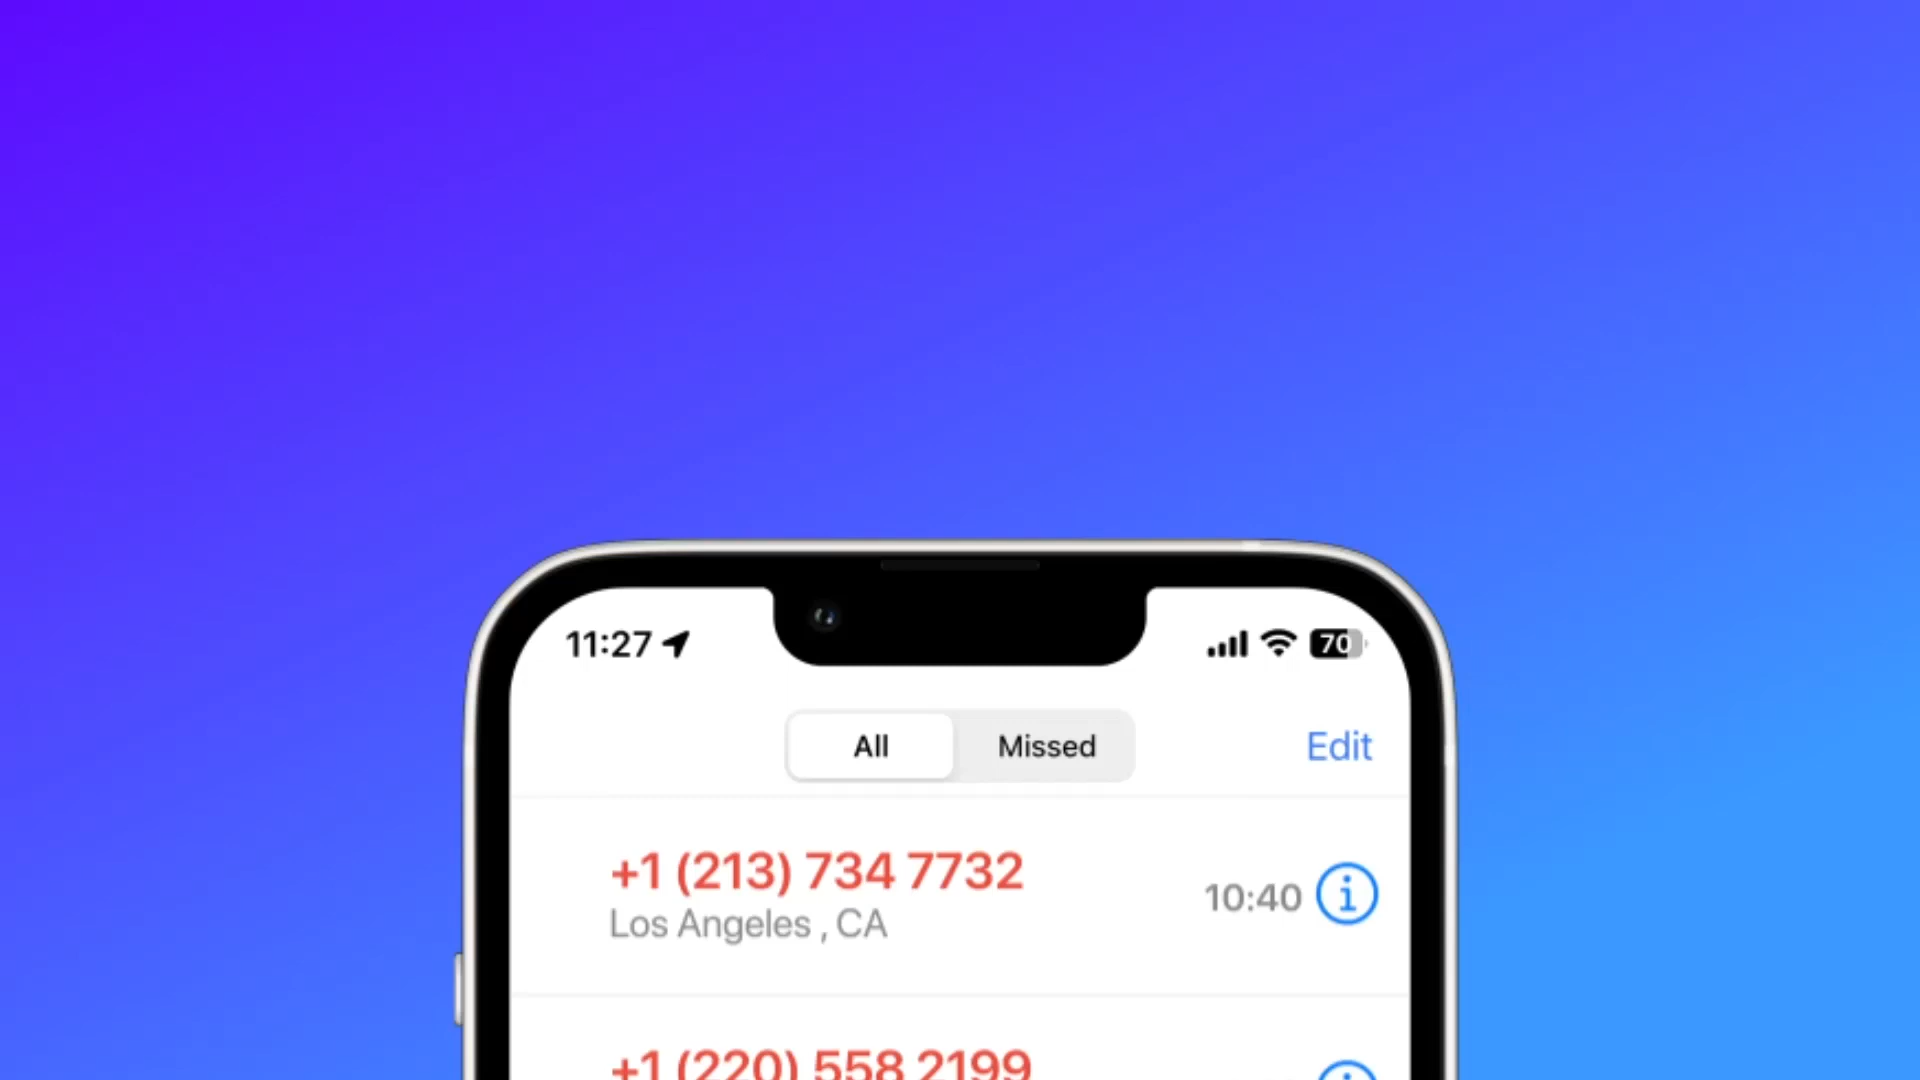 11:27
70
All Missed Edit
+1 (213) 734 7732
10:40
Los Angeles , CA
+1 (220) 558 2199